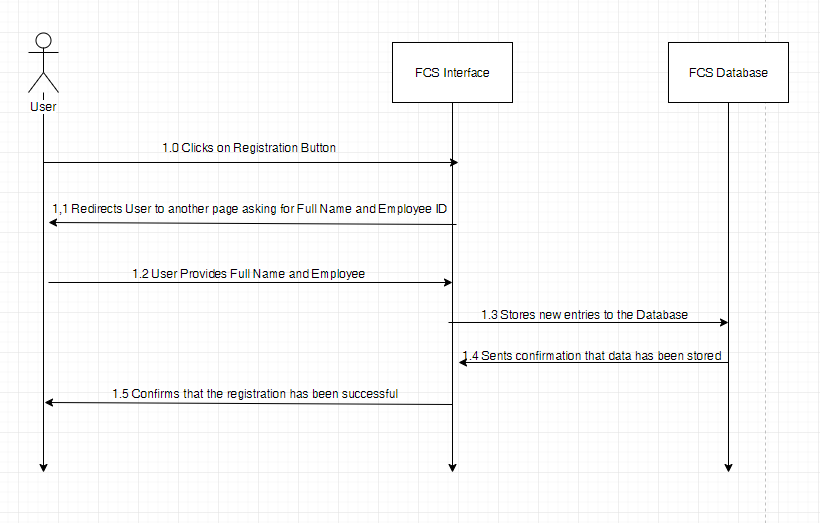 FCS Interface
FCS Database
User
1.0 Clicks on Registration Button
1,1 Redirects User to another page asking for Full Name and Employee ID
1.2 User Provides Full Name and Employee
1.3 Stores new entries to the Database
1.4 Sents confirmation that data has been stored
1.5 Confirms that the registration has been successful